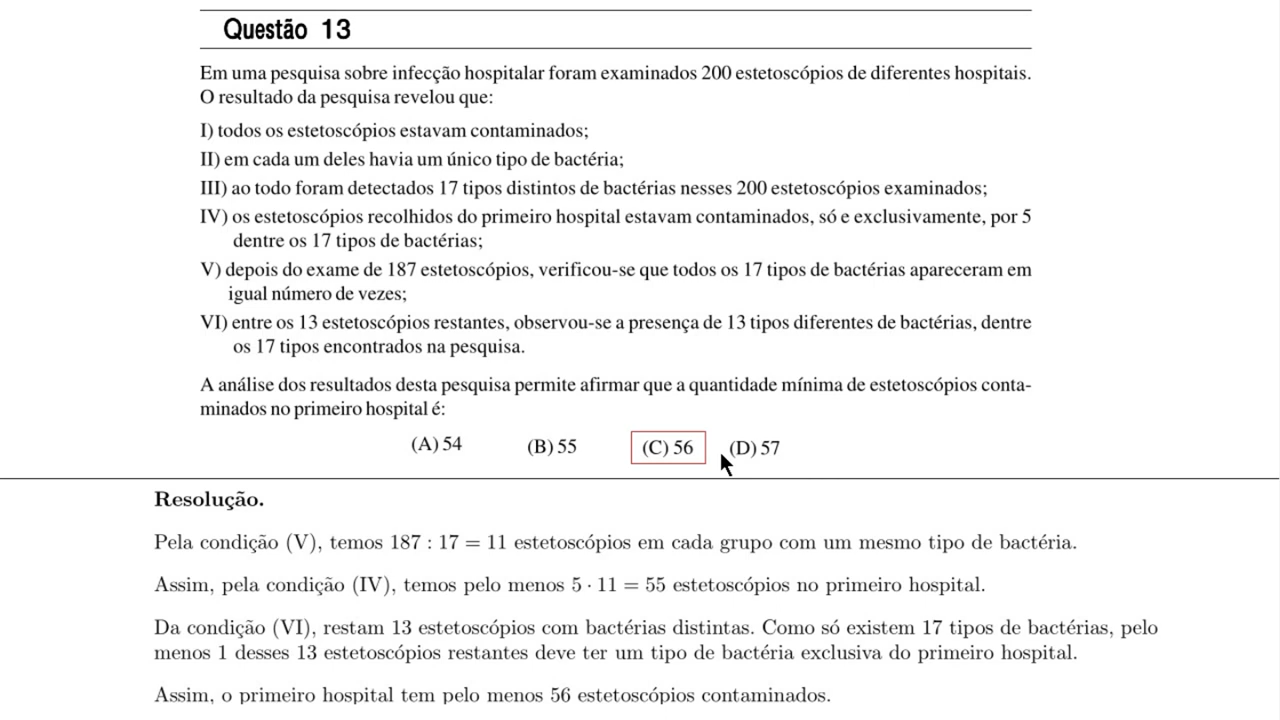 Questão 13
Em uma pesquisa sobre infecção hospitalar foram examinados 200 estetoscópios de diferentes hospitais.
O resultado da pesquisa revelou que:
I) todos os estetoscópios estavam contaminados;
II) em cada um deles havia um único tipo de bactéria;
III) ao todo foram detectados 17 tipos distintos de bactérias nesses 200 estetoscópios examinados;
IV) os estetoscópios recolhidos do primeiro hospital estavam contaminados, só e exclusivamente, por 5
dentre os 17 tipos de bactérias;
V) depois do exame de 187 estetoscópios, verificou-se que todos os 17 tipos de bactérias apareceram em
igual número de vezes;
VI) entre os 13 estetoscópios restantes, observou-se a presença de 13 tipos diferentes de bactérias, dentre
os 17 tipos encontrados na pesquisa.
A análise dos resultados desta pesquisa permite afirmar que a quantidade mínima de estetoscópios conta-
minados no primeiro hospital é:
(A) 54 (B) 55 (C) 56 (D) 57
Resolução.
Pela condição (V), temos 187 : 17 = 11 estetoscópios em cada grupo com um mesmo tipo de bactéria.
Assim, pela condição (IV), temos pelo menos 5 · 11 = 55 estetoscópios no primeiro hospital.
Da condição (VI), restam 13 estetoscópios com bactérias distintas. Como só existem 17 tipos de bactérias, pelo
menos 1 desses 13 estetoscópios restantes deve ter um tipo de bactéria exclusiva do primeiro hospital.
Assim, o primeiro hospital tem pelo menos 56 estetoscópios contaminados.